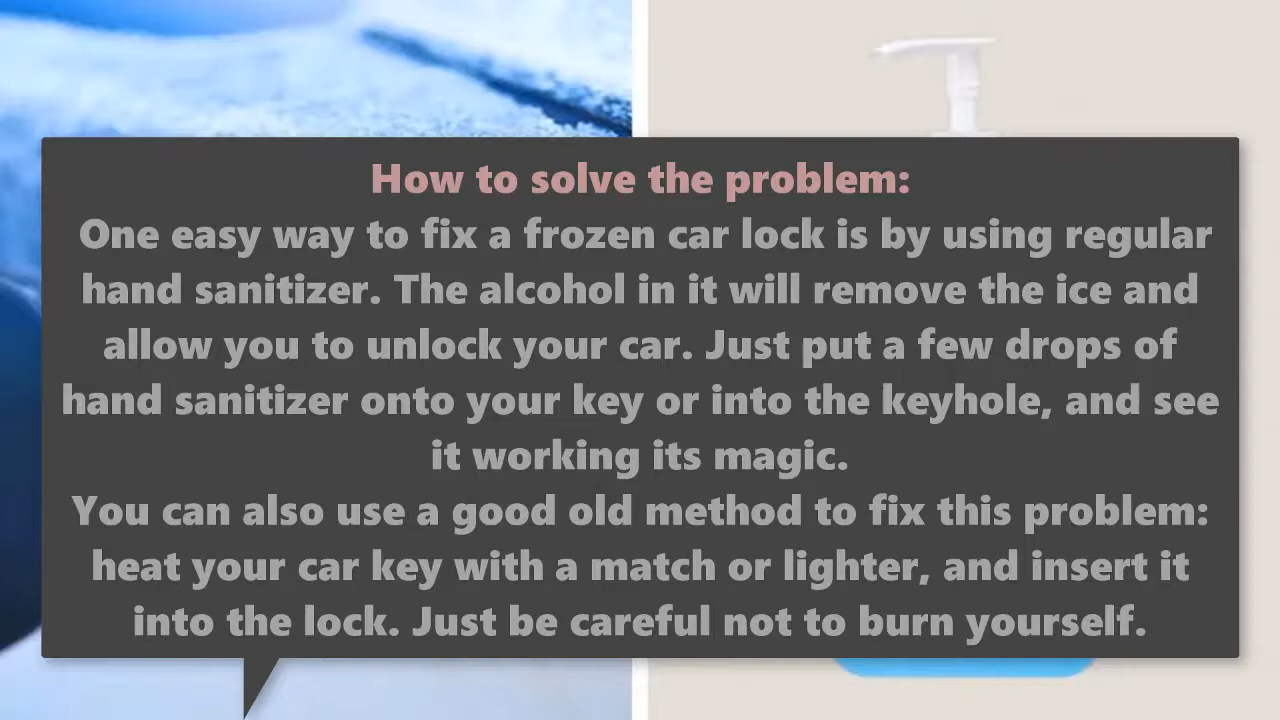 How to solve the problem:
One easy way to fix a frozen car lock is by using regular
hand sanitizer. The alcohol in it will remove the ice and
allow you to unlock your car. Just put a few drops of
hand sanitizer onto your key or into the keyhole, and see
it working its magic.
You can also use a good old method to fix this problem:
heat your car key with a match or lighter, and insert it
into the lock. Just be careful not to burn yourself.